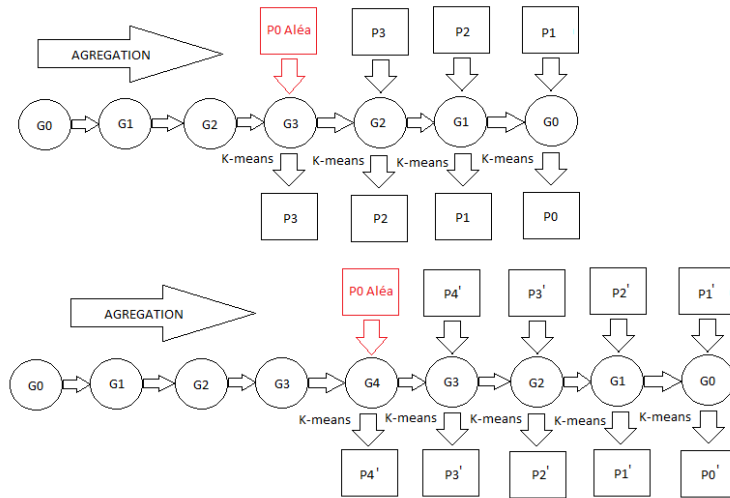 P0 Aléa P3 P2 P1
AGREGATION
G0 G1 G2 G3 G2 G1 G0
K-means K-means K-means K-means
P3 P2 P1 P0
P0 Aléa P4' P3' P2' P1'
AGREGATION
G0 G1 G2 G3 G4 G3 G2 G1 G0
K-means K-means K-means K-means K-means
P4' P3' P2' P1' P0'